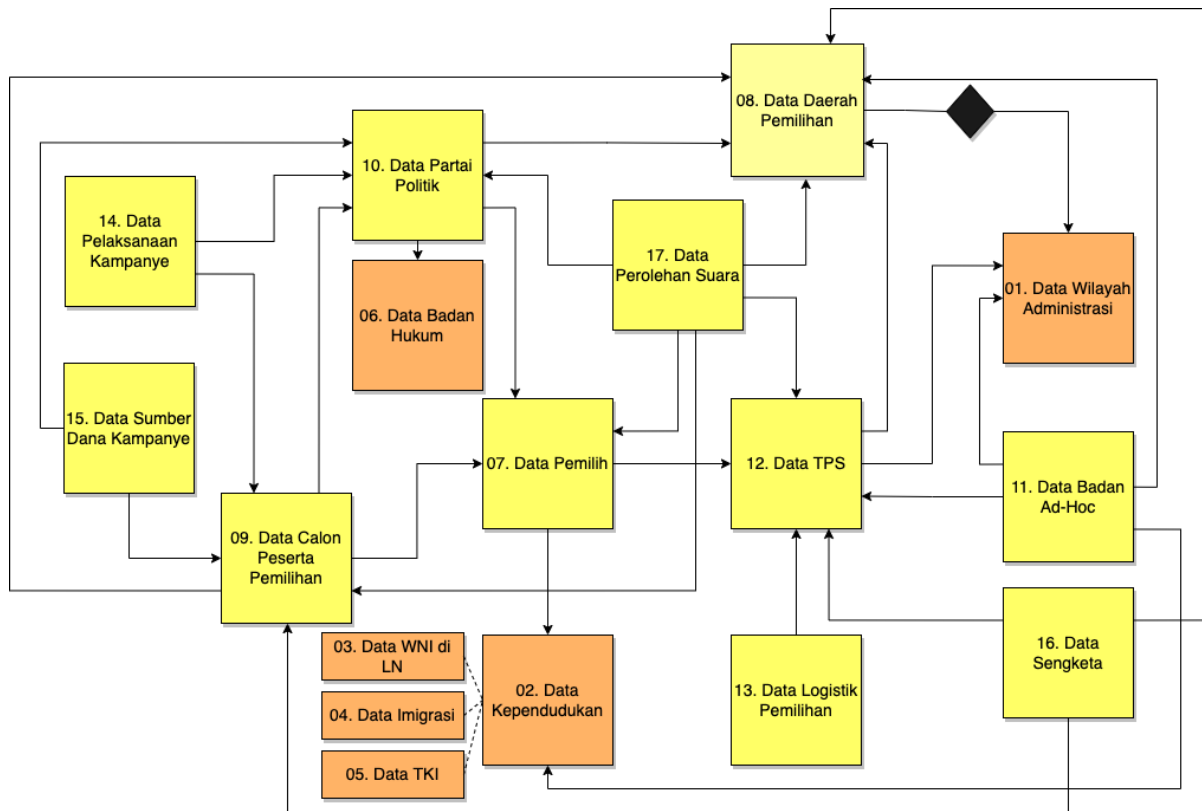 08. Data Daerah
Pemilihan
10. Data Partai
Politik
14. Data
Pelaksanaan
Kampanye
17. Data
Perolehan Suara
01. Data Wilayah
Administrasi
06. Data Badan
Hukum
15. Data Sumber
Dana Kampanye
07. Data Pemilih
12. Data TPS
11. Data Badan
Ad-Hoc
09. Data Calon
Peserta
Pemilihan
03. Data WNI di
LN
04. Data Imigrasi
05. Data TKI
02. Data
Kependudukan
13. Data Logistik
Pemilihan
16. Data
Sengketa